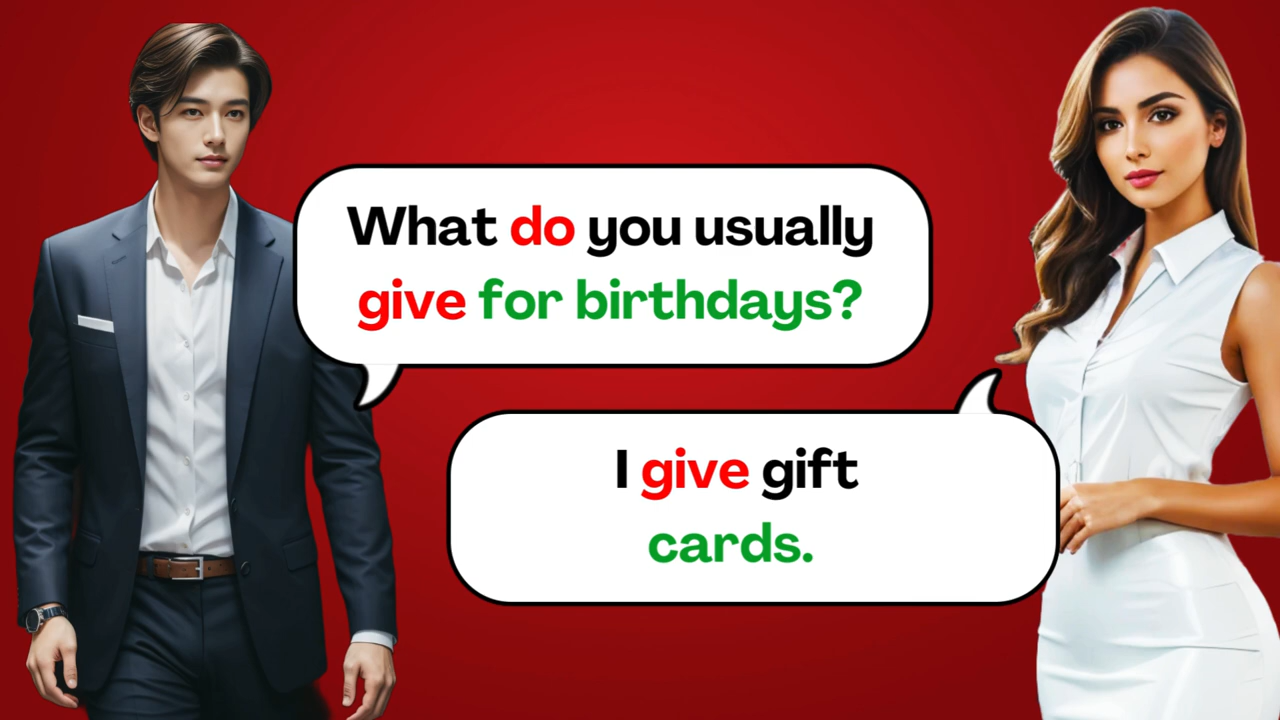 What do you usually
give for birthdays?
I give gift
cards.